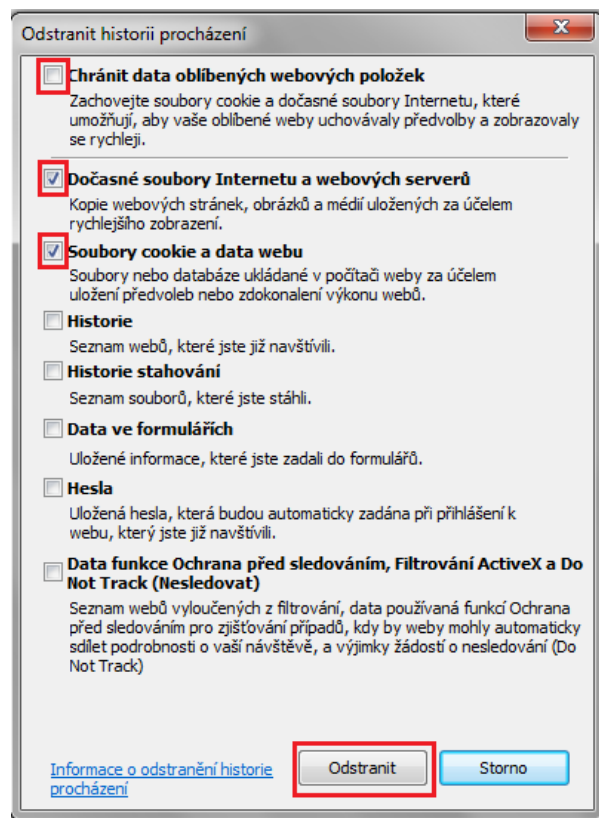 Odstranit historii procházení
Chránit data oblíbených webových položek
Zachovejte soubory cookie a dočasné soubory Internetu, které
umožňují, aby vaše oblíbené weby uchovávaly předvolby a zobrazovaly
se rychleji.
Dočasné soubory Internetu a webových serverů
Kopie webových stránek, obrázků a médií uložených za účelem
rychlejšího zobrazení.
Soubory cookie a data webu
Soubory nebo databáze ukládané v počítači weby za účelem
uložení předvoleb nebo zdokonalení výkonu webů.
Historie
Seznam webů, které jste již navštívili.
Historie stahování
Seznam souborů, které jste stáhli.
Data ve formulářích
Uložené informace, které jste zadali do formulářů.
Hesla
Uložená hesla, která budou automaticky zadána při přihlášení k
webu, který jste již navštívili.
Data funkce Ochrana před sledováním, Filtrování ActiveX a Do
Not Track (Nesledovat)
Seznam webů vyloučených z filtrování, data používaná funkcí Ochrana
před sledováním pro zjišťování případů, kdy by weby mohly automaticky
sdílet podrobnosti o vaší návštěvě, a výjimky žádostí o nesledování (Do
Not Track)
Informace o odstranění historie
procházení
Odstranit
Storno